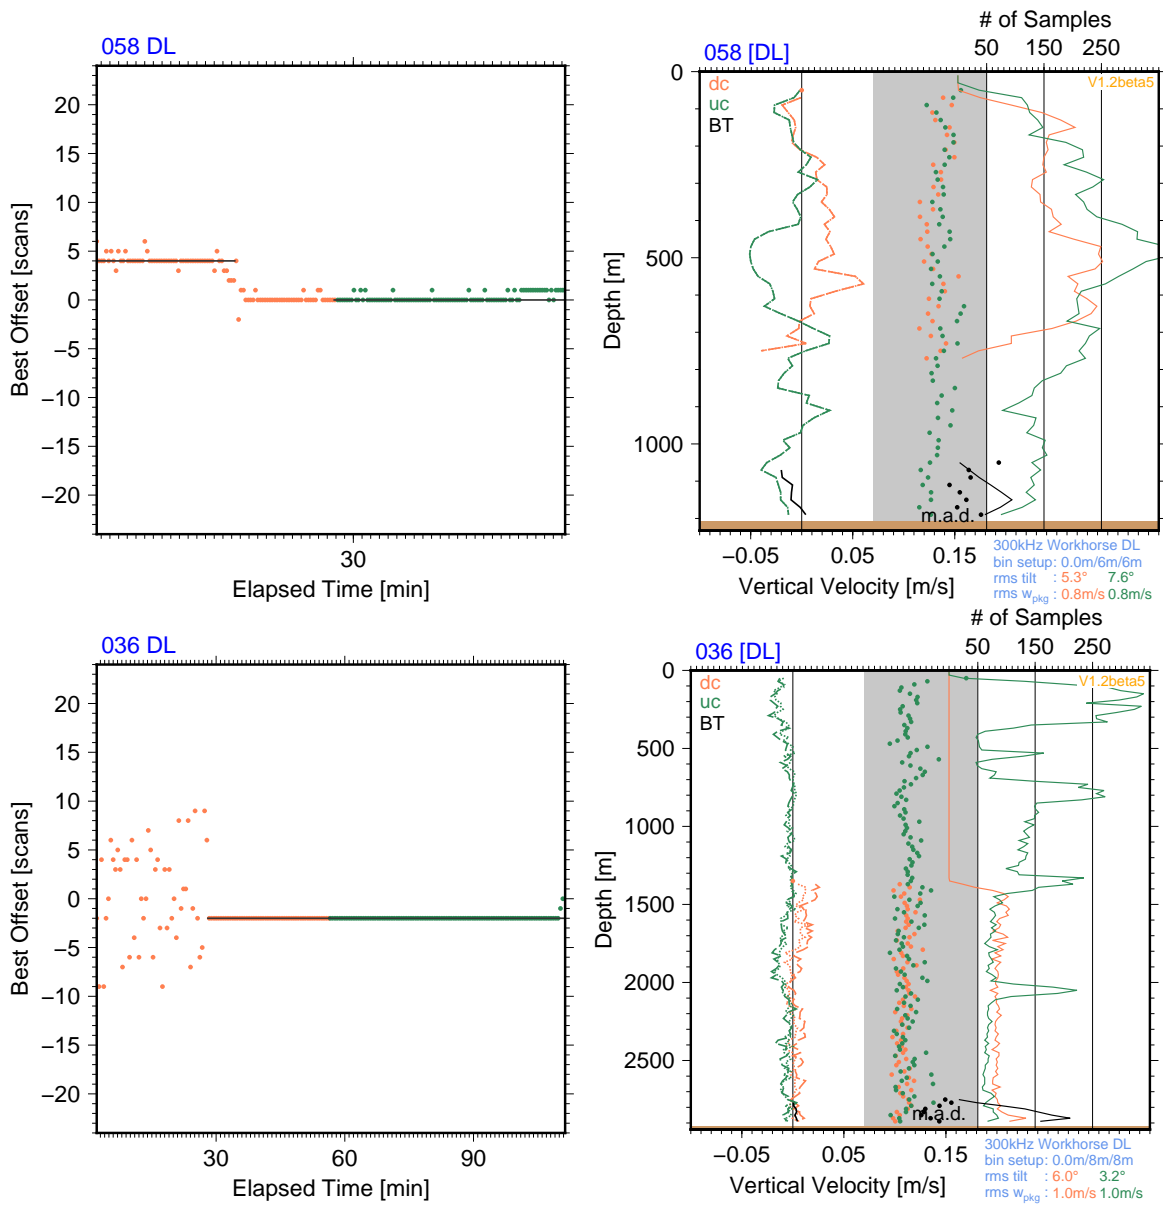 058 DL
20
15
10
5
0
−5
−10
−15
−20
Best Offset [scans]
30
Elapsed Time [min]
# of Samples
50 150 250
058 [DL]
V1.2beta5
dc
uc
BT
0
500
1000
Depth [m]
m.a.d.
−0.05 0.05 0.15
Vertical Velocity [m/s]
300kHz Workhorse DL
bin setup: 0.0m/6m/6m
rms tilt : 5.3° 7.6°
rms wpkg : 0.8m/s 0.8m/s
036 DL
20
15
10
5
0
−5
−10
−15
−20
Best Offset [scans]
30 60 90
Elapsed Time [min]
# of Samples
50 150 250
036 [DL]
V1.2beta5
dc
uc
BT
0
500
1000
1500
2000
2500
Depth [m]
m.a.d.
−0.05 0.05 0.15
Vertical Velocity [m/s]
300kHz Workhorse DL
bin setup: 0.0m/8m/8m
rms tilt : 6.0° 3.2°
rms wpkg : 1.0m/s 1.0m/s